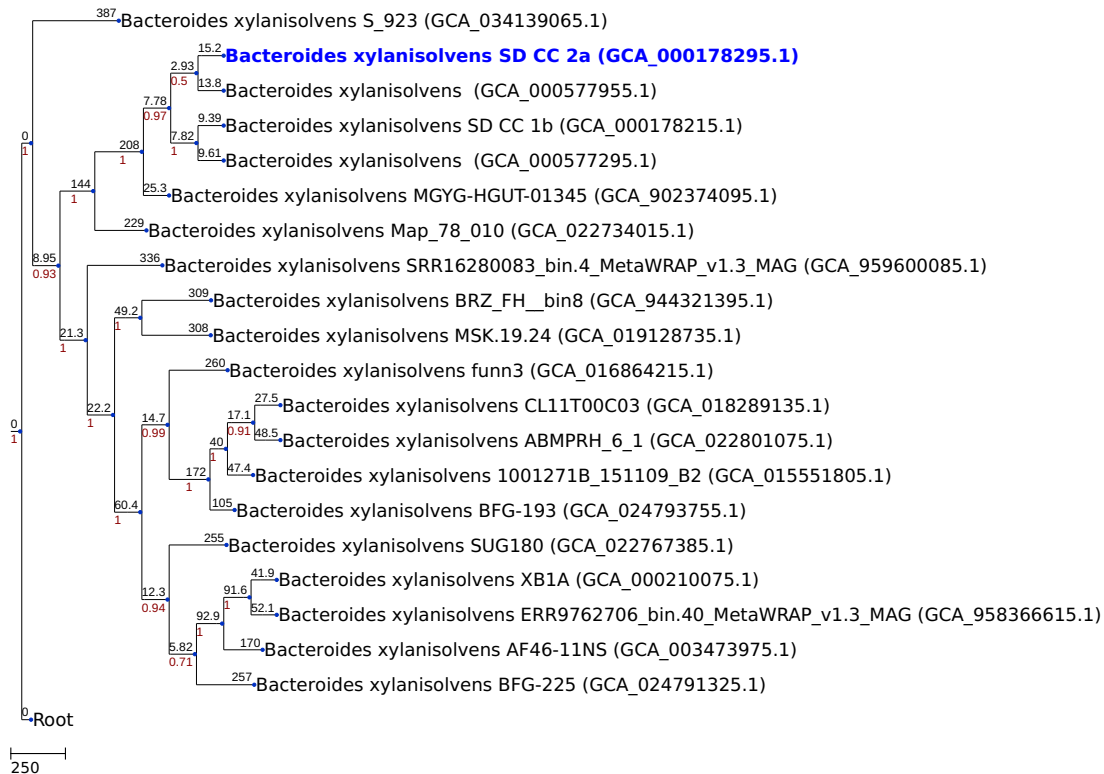 387 Bacteroides xylanisolvens S_923 (GCA_034139065.1)
15.2 Bacteroides xylanisolvens SD CC 2a (GCA_000178295.1)
2.93
0.5
13.8 Bacteroides xylanisolvens (GCA_000577955.1)
7.78
0.97
9.39 Bacteroides xylanisolvens SD CC 1b (GCA_000178215.1)
0
1
7.82
1
208
1
9.61 Bacteroides xylanisolvens (GCA_000577295.1)
144
1
25.3 Bacteroides xylanisolvens MGYG-HGUT-01345 (GCA_902374095.1)
229 Bacteroides xylanisolvens Map_78_010 (GCA_022734015.1)
8.95
0.93
336 Bacteroides xylanisolvens SRR16280083_bin.4_MetaWRAP_v1.3_MAG (GCA_959600085.1)
309 Bacteroides xylanisolvens BRZ_FH__bin8 (GCA_944321395.1)
49.2
1
21.3
1
308 Bacteroides xylanisolvens MSK.19.24 (GCA_019128735.1)
260 Bacteroides xylanisolvens funn3 (GCA_016864215.1)
27.5 Bacteroides xylanisolvens CL11T00C03 (GCA_018289135.1)
22.2
1
14.7
0.99
17.1
0.91
0
1
48.5 Bacteroides xylanisolvens ABMPRH_6_1 (GCA_022801075.1)
40
1
47.4 Bacteroides xylanisolvens 1001271B_151109_B2 (GCA_015551805.1)
172
1
105 Bacteroides xylanisolvens BFG-193 (GCA_024793755.1)
60.4
1
255 Bacteroides xylanisolvens SUG180 (GCA_022767385.1)
41.9 Bacteroides xylanisolvens XB1A (GCA_000210075.1)
12.3
0.94
91.6
1
52.1 Bacteroides xylanisolvens ERR9762706_bin.40_MetaWRAP_v1.3_MAG (GCA_958366615.1)
92.9
1
170 Bacteroides xylanisolvens AF46-11NS (GCA_003473975.1)
5.82
0.71
257 Bacteroides xylanisolvens BFG-225 (GCA_024791325.1)
0 Root
250